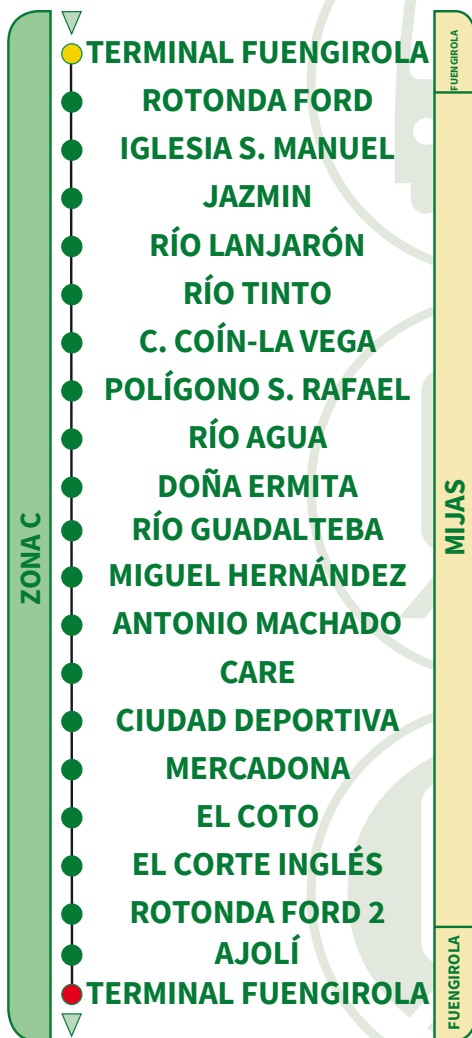 TERMINAL FUENGIROLA
ROTONDA FORD
IGLESIA S. MANUEL
JAZMIN
RÍO LANJARÓN
RÍO TINTO
C. COÍN-LA VEGA
POLÍGONO S. RAFAEL
RÍO AGUA
DOÑA ERMITA
RÍO GUADALTEBA
MIGUEL HERNÁNDEZ
ANTONIO MACHADO
CARE
CIUDAD DEPORTIVA
MERCADONA
EL COTO
EL CORTE INGLÉS
ROTONDA FORD 2
AJOLÍ
TERMINAL FUENGIROLA
ZONA C
FUENGIROLA
MIJAS
FUENGIROLA